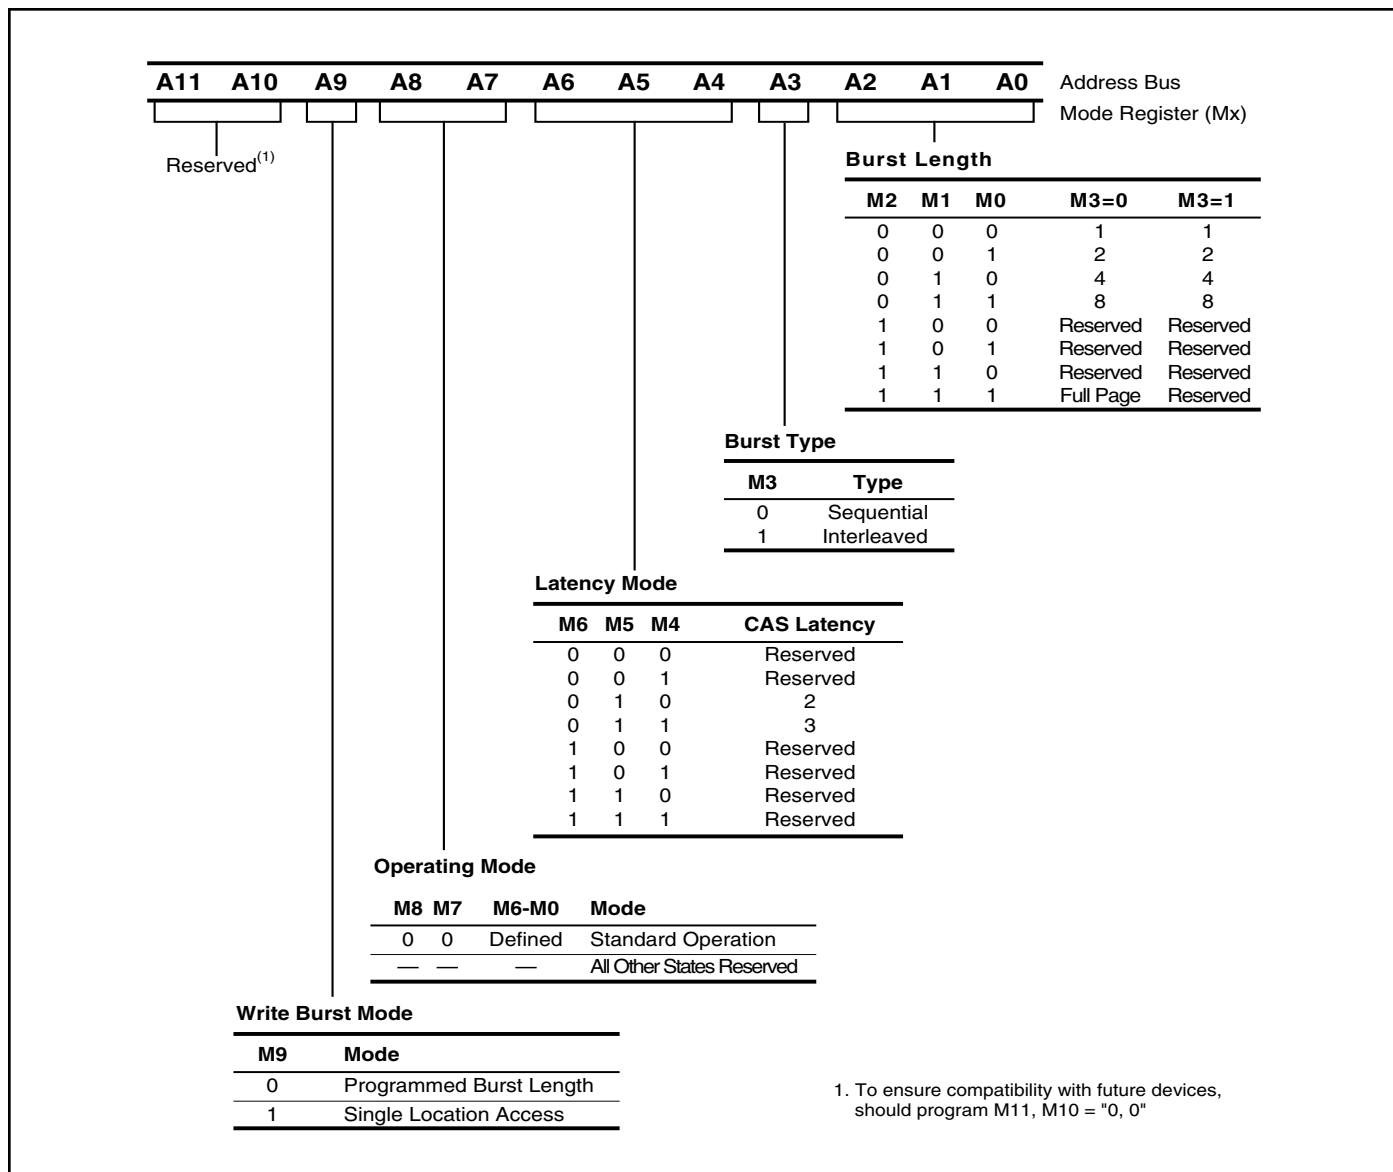 A11 A10 A9 A8 A7 A6 A5 A4 A3 A2 A1 A0 Address Bus
Mode Register (Mx)
Reserved(1)
Burst Length
M2 M1 M0 M3=0 M3=1
0 0 0 1 1
0 0 1 2 2
0 1 0 4 4
0 1 1 8 8
1 0 0 Reserved Reserved
1 0 1 Reserved Reserved
1 1 0 Reserved Reserved
1 1 1 Full Page Reserved
Burst Type
M3 Type
0 Sequential
1 Interleaved
Latency Mode
M6 M5 M4 CAS Latency
0 0 0 Reserved
0 0 1 Reserved
0 1 0 2
0 1 1 3
1 0 0 Reserved
1 0 1 Reserved
1 1 0 Reserved
1 1 1 Reserved
Operating Mode
M8 M7 M6-M0 Mode
0 0 Defined Standard Operation
— — — All Other States Reserved
Write Burst Mode
M9 Mode
0 Programmed Burst Length
1 Single Location Access
1. To ensure compatibility with future devices,
should program M11, M10 = "0, 0"